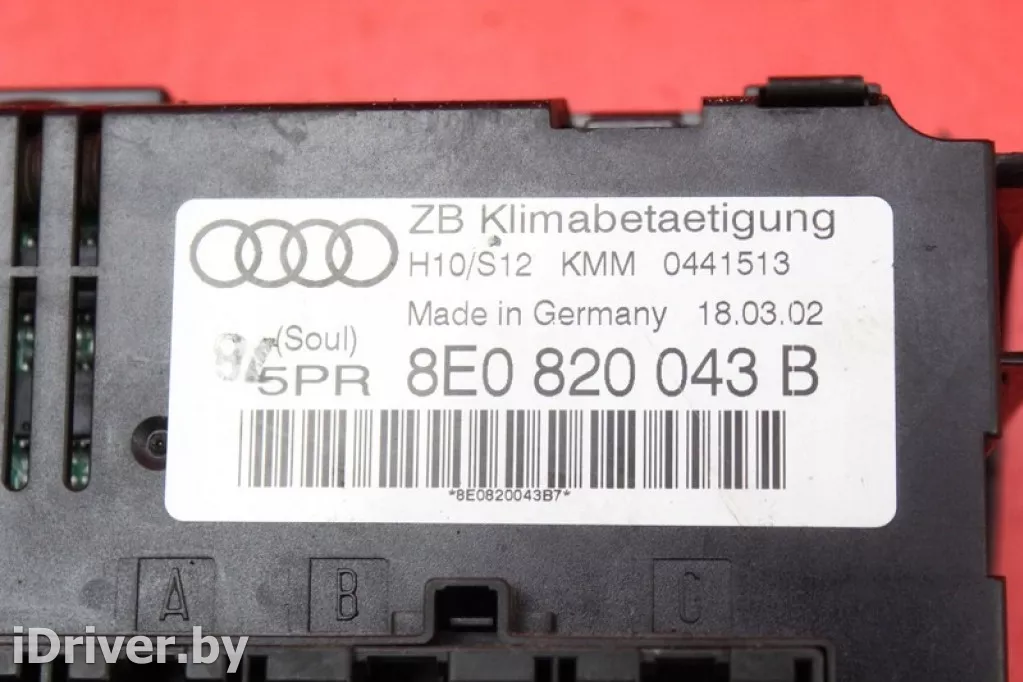 ZB Klimabetaetigung
H10/S12 KMM 0441513
Made in Germany 18.03.02
(Soul)
5PR 8E0 820 043 B
*8E0820043B7*
A B C
iDriver.by